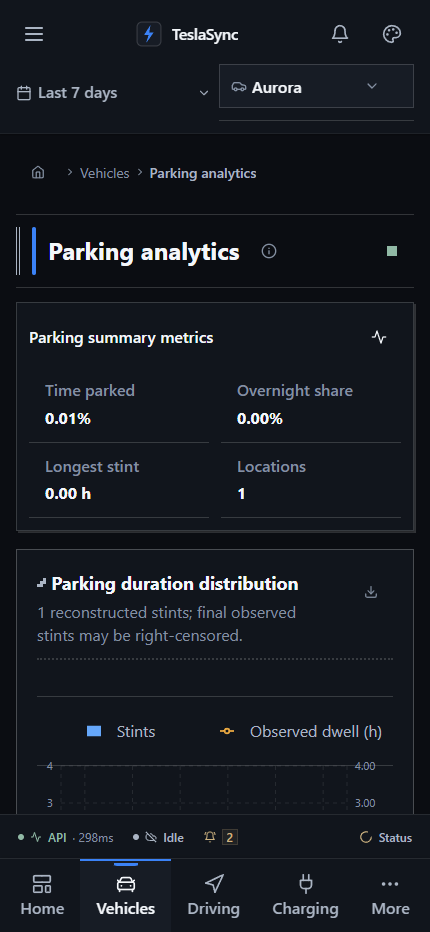 TeslaSync
Last 7 days
Aurora
Vehicles
Parking analytics
Parking analytics
Parking summary metrics
Time parked
Overnight share
0.01%
0.00%
Longest stint
Locations
0.00 h
1
Parking duration distribution
1 reconstructed stints; final observed
stints may be right-censored.
Stints
Observed dwell (h)
4
4.00
3
3.00
API · 298ms
Idle
2
Status
Home
Vehicles
Driving
Charging
More